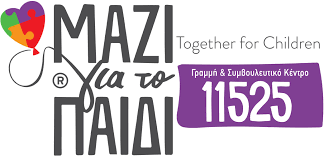 ΜΑΖΙ
® για το
ΠΑΙΔΙ
Together for Children
Γραμμή & Συμβουλευτικό Κέντρο
11525